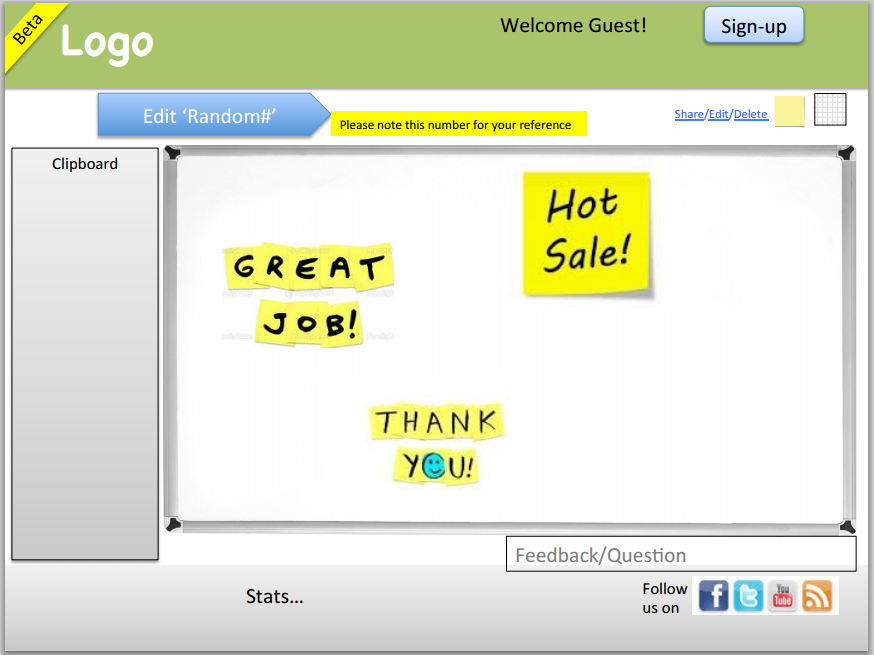 Beta
Logo
Welcome Guest!
Sign-up
Edit ‘Random#’
Please note this number for your reference
Share/Edit/Delete
Clipboard
Hot
Sale!
GREAT
JOB!
THANK
YOU!
Feedback/Question
Stats...
Follow
us on
f
t
You
Tube